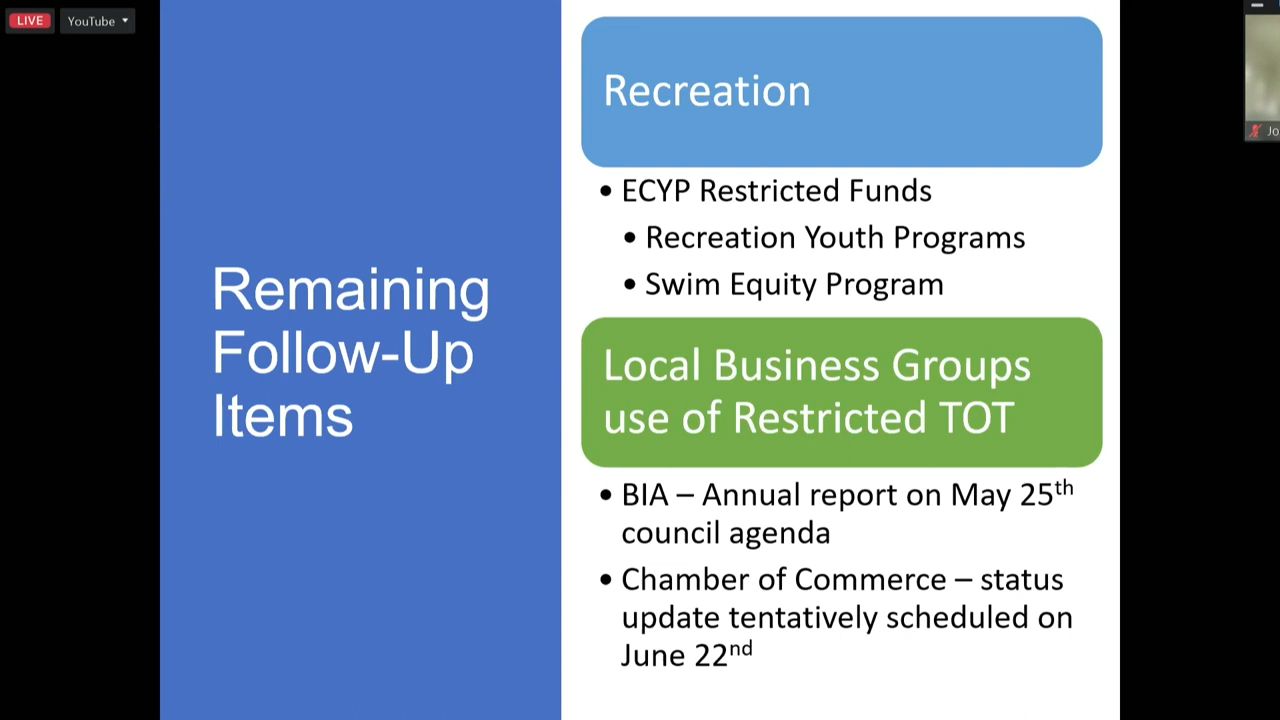 LIVE
YouTube
Recreation
• ECYP Restricted Funds
• Recreation Youth Programs
• Swim Equity Program
Remaining
Follow-Up
Items
Local Business Groups
use of Restricted TOT
• BIA – Annual report on May 25th
council agenda
• Chamber of Commerce – status
update tentatively scheduled on
June 22nd
Jo